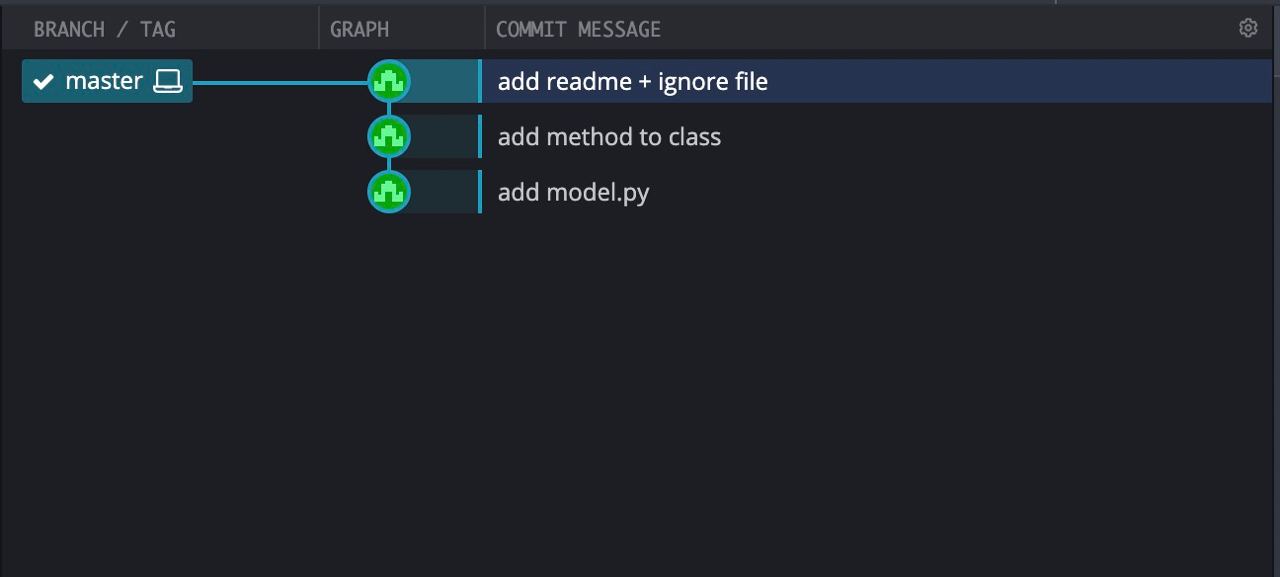 BRANCH / TAG GRAPH COMMIT MESSAGE
master add readme + ignore file
add method to class
add model.py